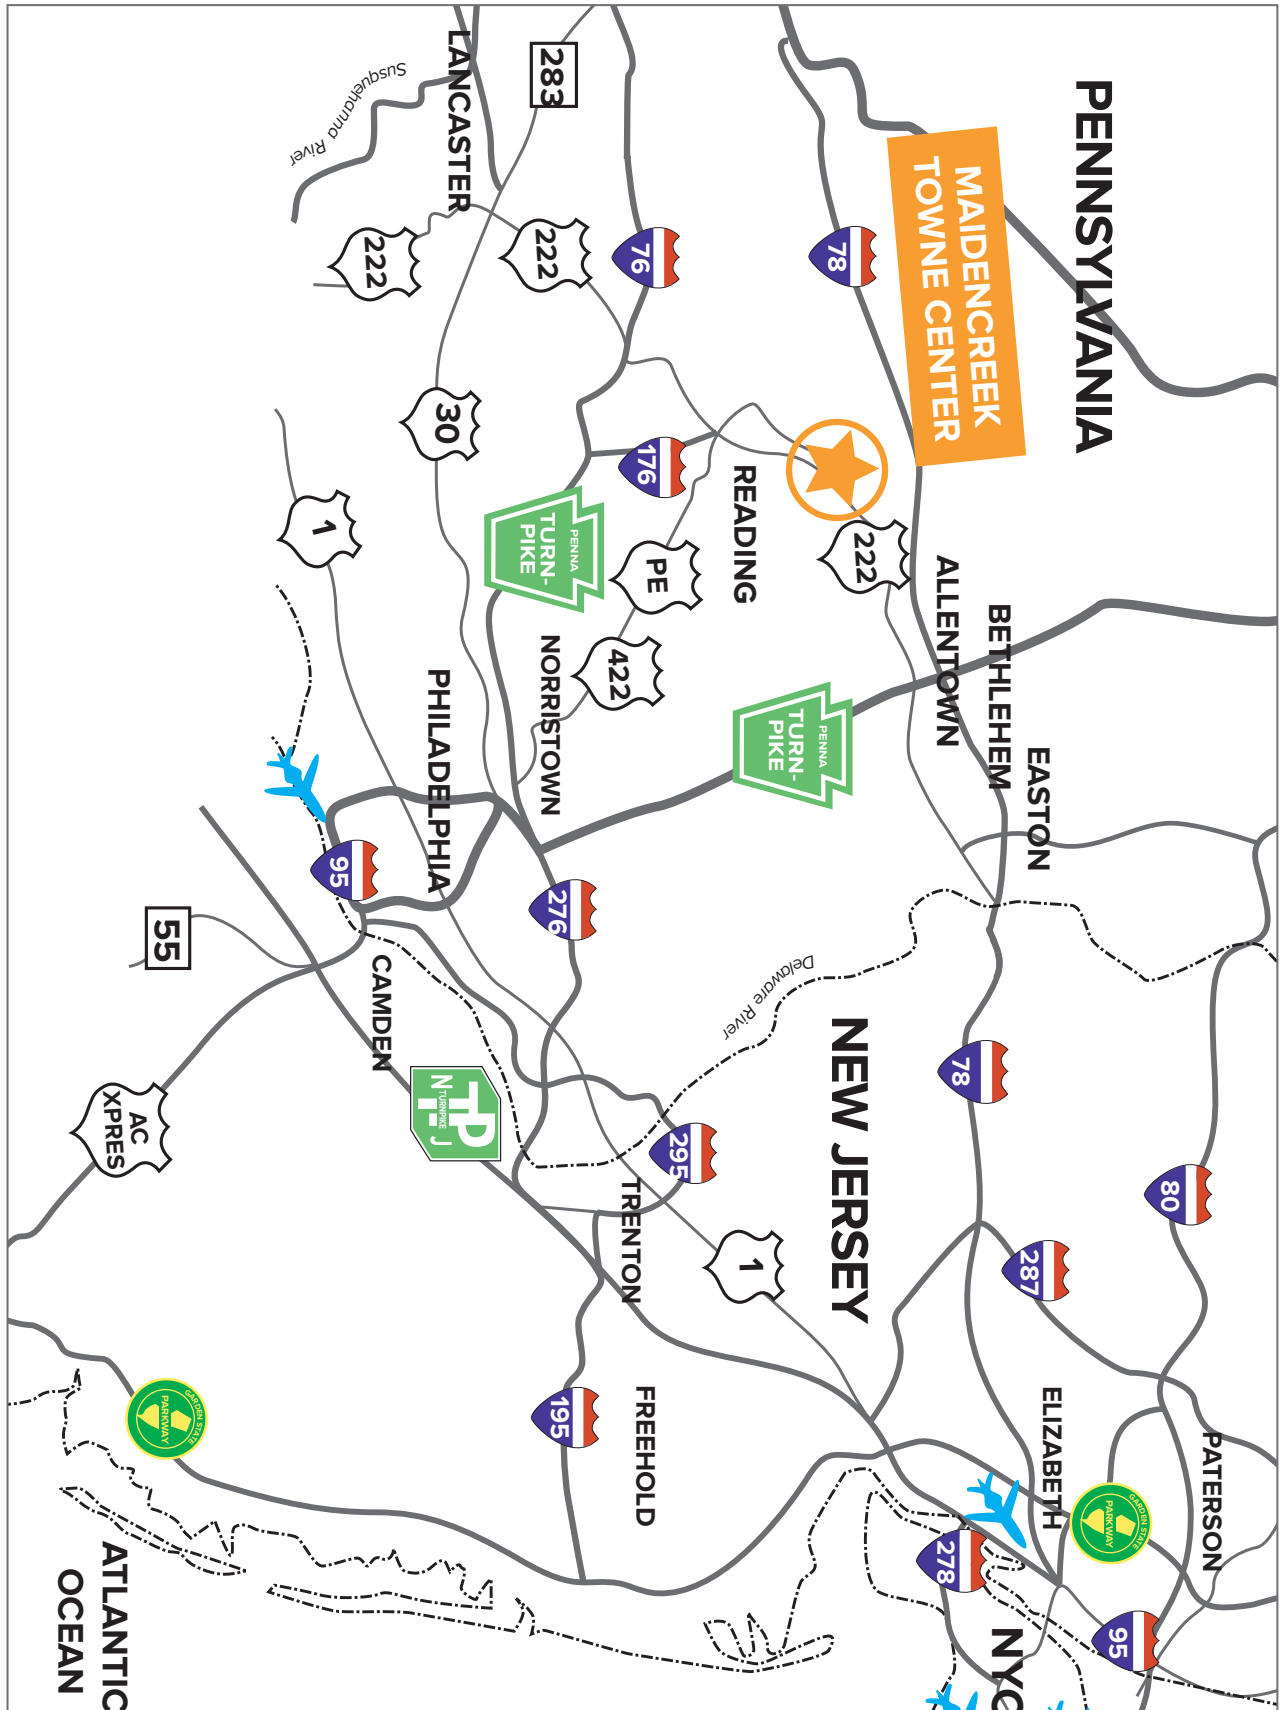 PENNSYLVANIA
MAIDENCREEK
TOWNE CENTER
LANCASTER
283
Susquehanna River
222
222
76
78
30
176
1
PENNA
TURN-
PIKE
READING
PE
422
222
ALLENTOWN
BETHLEHEM
EASTON
NORRISTOWN
PHILADELPHIA
PENNA
TURN-
PIKE
95
276
55
CAMDEN
Delaware River
NEW JERSEY
78
80
AC
XPRES
N TURNPIKE J
TP
295
TRENTON
1
287
195
FREEHOLD
ELIZABETH
PATERSON
GARDEN STATE
PARKWAY
GARDEN STATE
PARKWAY
278
95
NYC
ATLANTIC
OCEAN